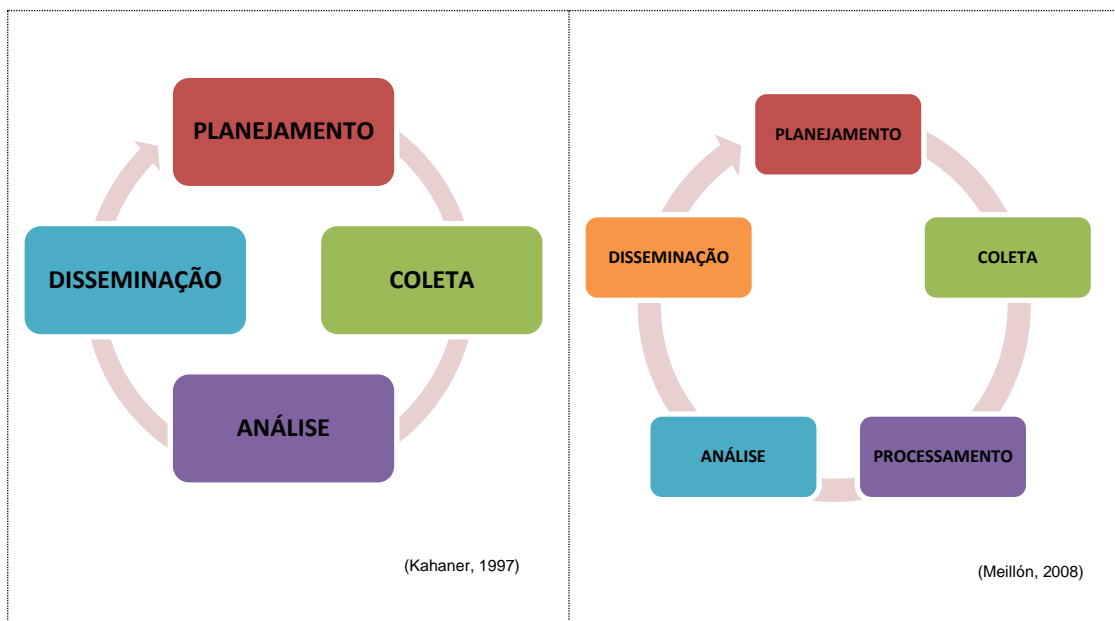 PLANEJAMENTO
DISSEMINAÇÃO
COLETA
ANÁLISE
(Kahaner, 1997)
PLANEJAMENTO
DISSEMINAÇÃO
COLETA
ANÁLISE
PROCESSAMENTO
(Meillón, 2008)